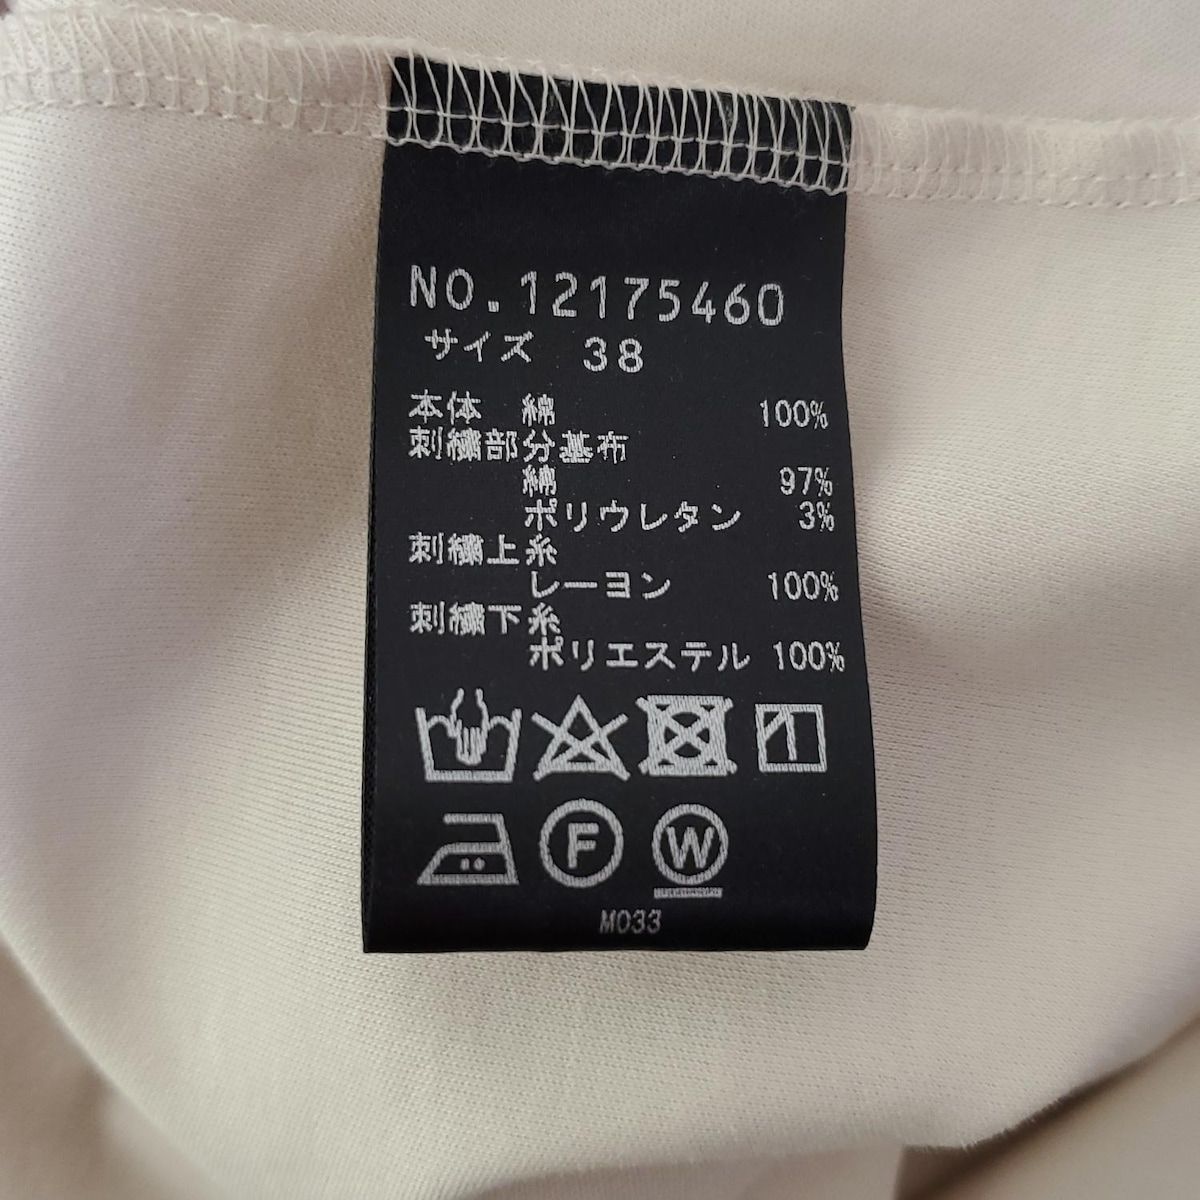 NO.12175460
サイズ 38
本体 綿 100%
刺繍部分基布
綿 97%
ポリウレタン 3%
刺繍上糸
レーヨン 100%
刺繍下糸
ポリエステル 100%
F W
M033